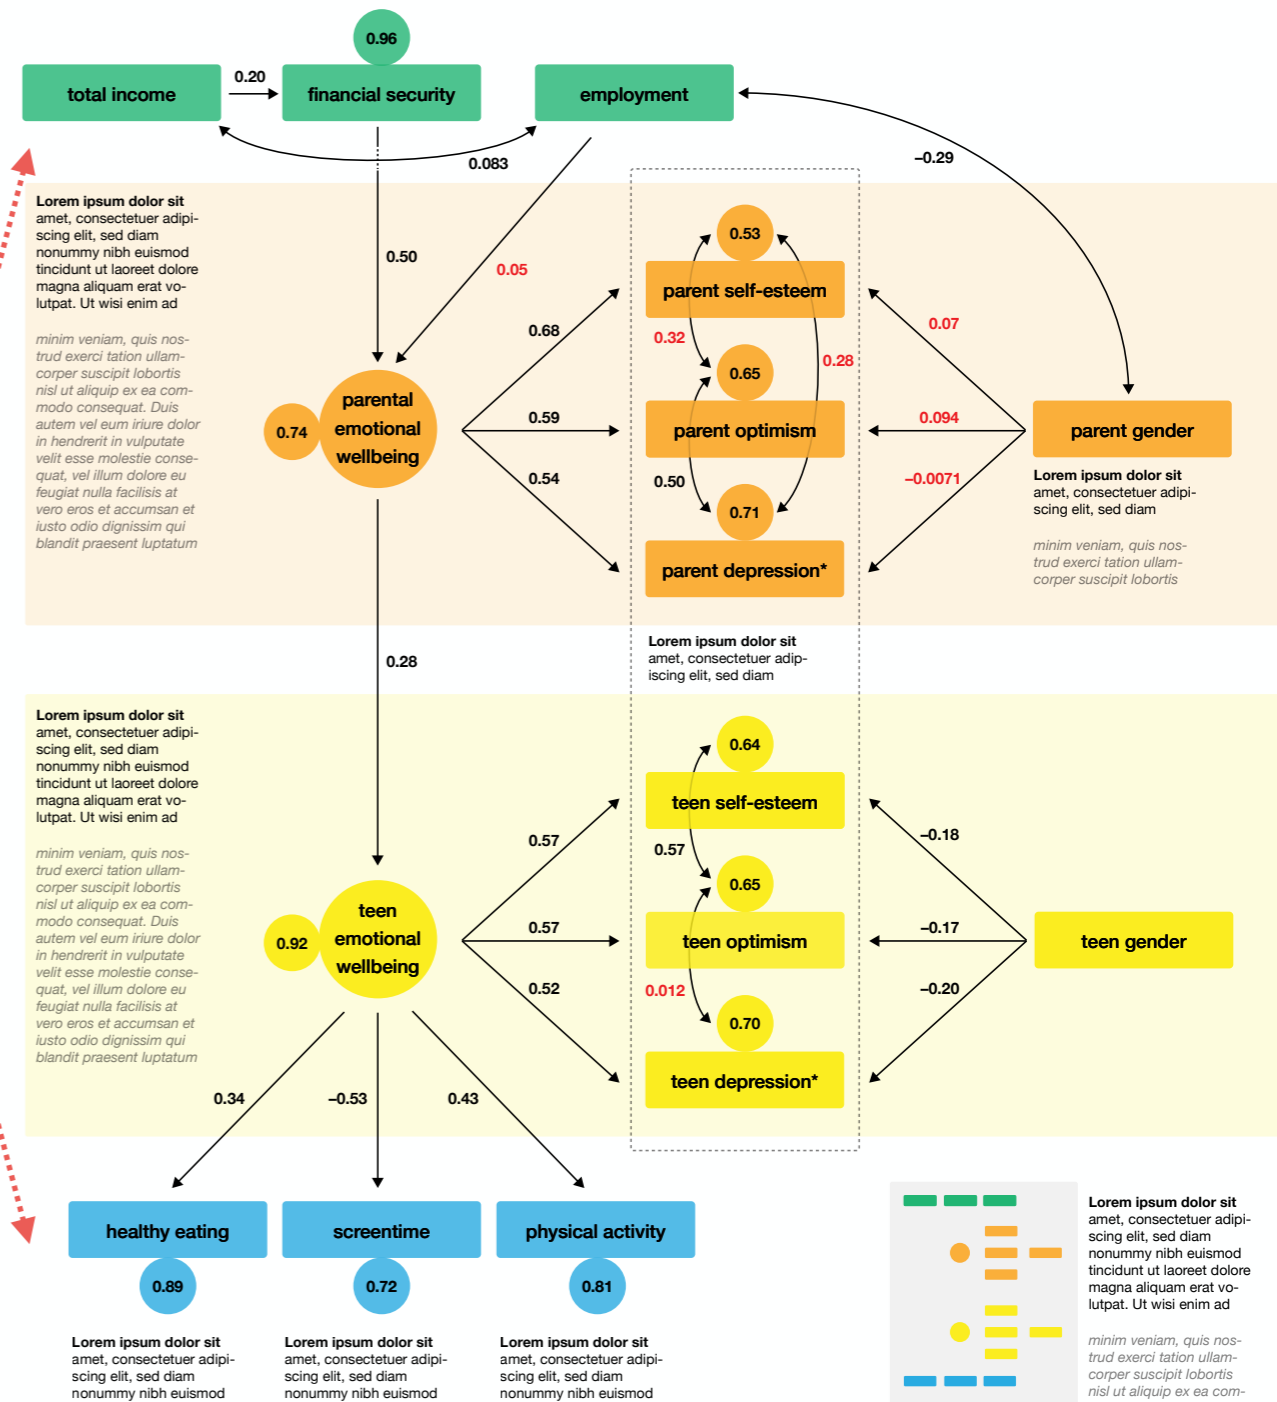 0.96
total income
0.20
financial security
employment
0.083
−0.29
Lorem ipsum dolor sit
amet, consectetuer adipi-
scing elit, sed diam
nonummy nibh euismod
tincidunt ut laoreet dolore
magna aliquam erat vo-
lutpat. Ut wisi enim ad
minim veniam, quis nos-
trud exerci tation ullam-
corper suscipit lobortis
nisl ut aliquip ex ea com-
modo consequat. Duis
autem vel eum iriure dolor
in hendrerit in vulputate
velit esse molestie conse-
quat, vel illum dolore eu
feugiat nulla facilisis at
vero eros et accumsan et
iusto odio dignissim qui
blandit praesent luptatum
0.50
0.05
0.53
parent self-esteem
0.68
0.32
0.28
0.07
0.65
parental
emotional
wellbeing
0.74
0.59
parent optimism
0.094
parent gender
0.54
0.50
−0.0071
0.71
parent depression*
Lorem ipsum dolor sit
amet, consectetuer adipi-
scing elit, sed diam
minim veniam, quis nos-
trud exerci tation ullam-
corper suscipit lobortis
0.28
Lorem ipsum dolor sit
amet, consectetuer adip-
iscing elit, sed diam
Lorem ipsum dolor sit
amet, consectetuer adipi-
scing elit, sed diam
nonummy nibh euismod
tincidunt ut laoreet dolore
magna aliquam erat vo-
lutpat. Ut wisi enim ad
minim veniam, quis nos-
trud exerci tation ullam-
corper suscipit lobortis
nisl ut aliquip ex ea com-
modo consequat. Duis
autem vel eum iriure dolor
in hendrerit in vulputate
velit esse molestie conse-
quat, vel illum dolore eu
feugiat nulla facilisis at
vero eros et accumsan et
iusto odio dignissim qui
blandit praesent luptatum
0.64
teen self-esteem
0.57
0.57
−0.18
0.65
teen
emotional
wellbeing
0.92
0.57
teen optimism
−0.17
teen gender
0.52
0.012
−0.20
0.70
teen depression*
0.34
−0.53
0.43
healthy eating
screentime
physical activity
0.89
0.72
0.81
Lorem ipsum dolor sit
amet, consectetuer adipi-
scing elit, sed diam
nonummy nibh euismod
Lorem ipsum dolor sit
amet, consectetuer adipi-
scing elit, sed diam
nonummy nibh euismod
Lorem ipsum dolor sit
amet, consectetuer adipi-
scing elit, sed diam
nonummy nibh euismod
Lorem ipsum dolor sit
amet, consectetuer adipi-
scing elit, sed diam
nonummy nibh euismod
tincidunt ut laoreet dolore
magna aliquam erat vo-
lutpat. Ut wisi enim ad
minim veniam, quis nos-
trud exerci tation ullam-
corper suscipit lobortis
nisl ut aliquip ex ea com-